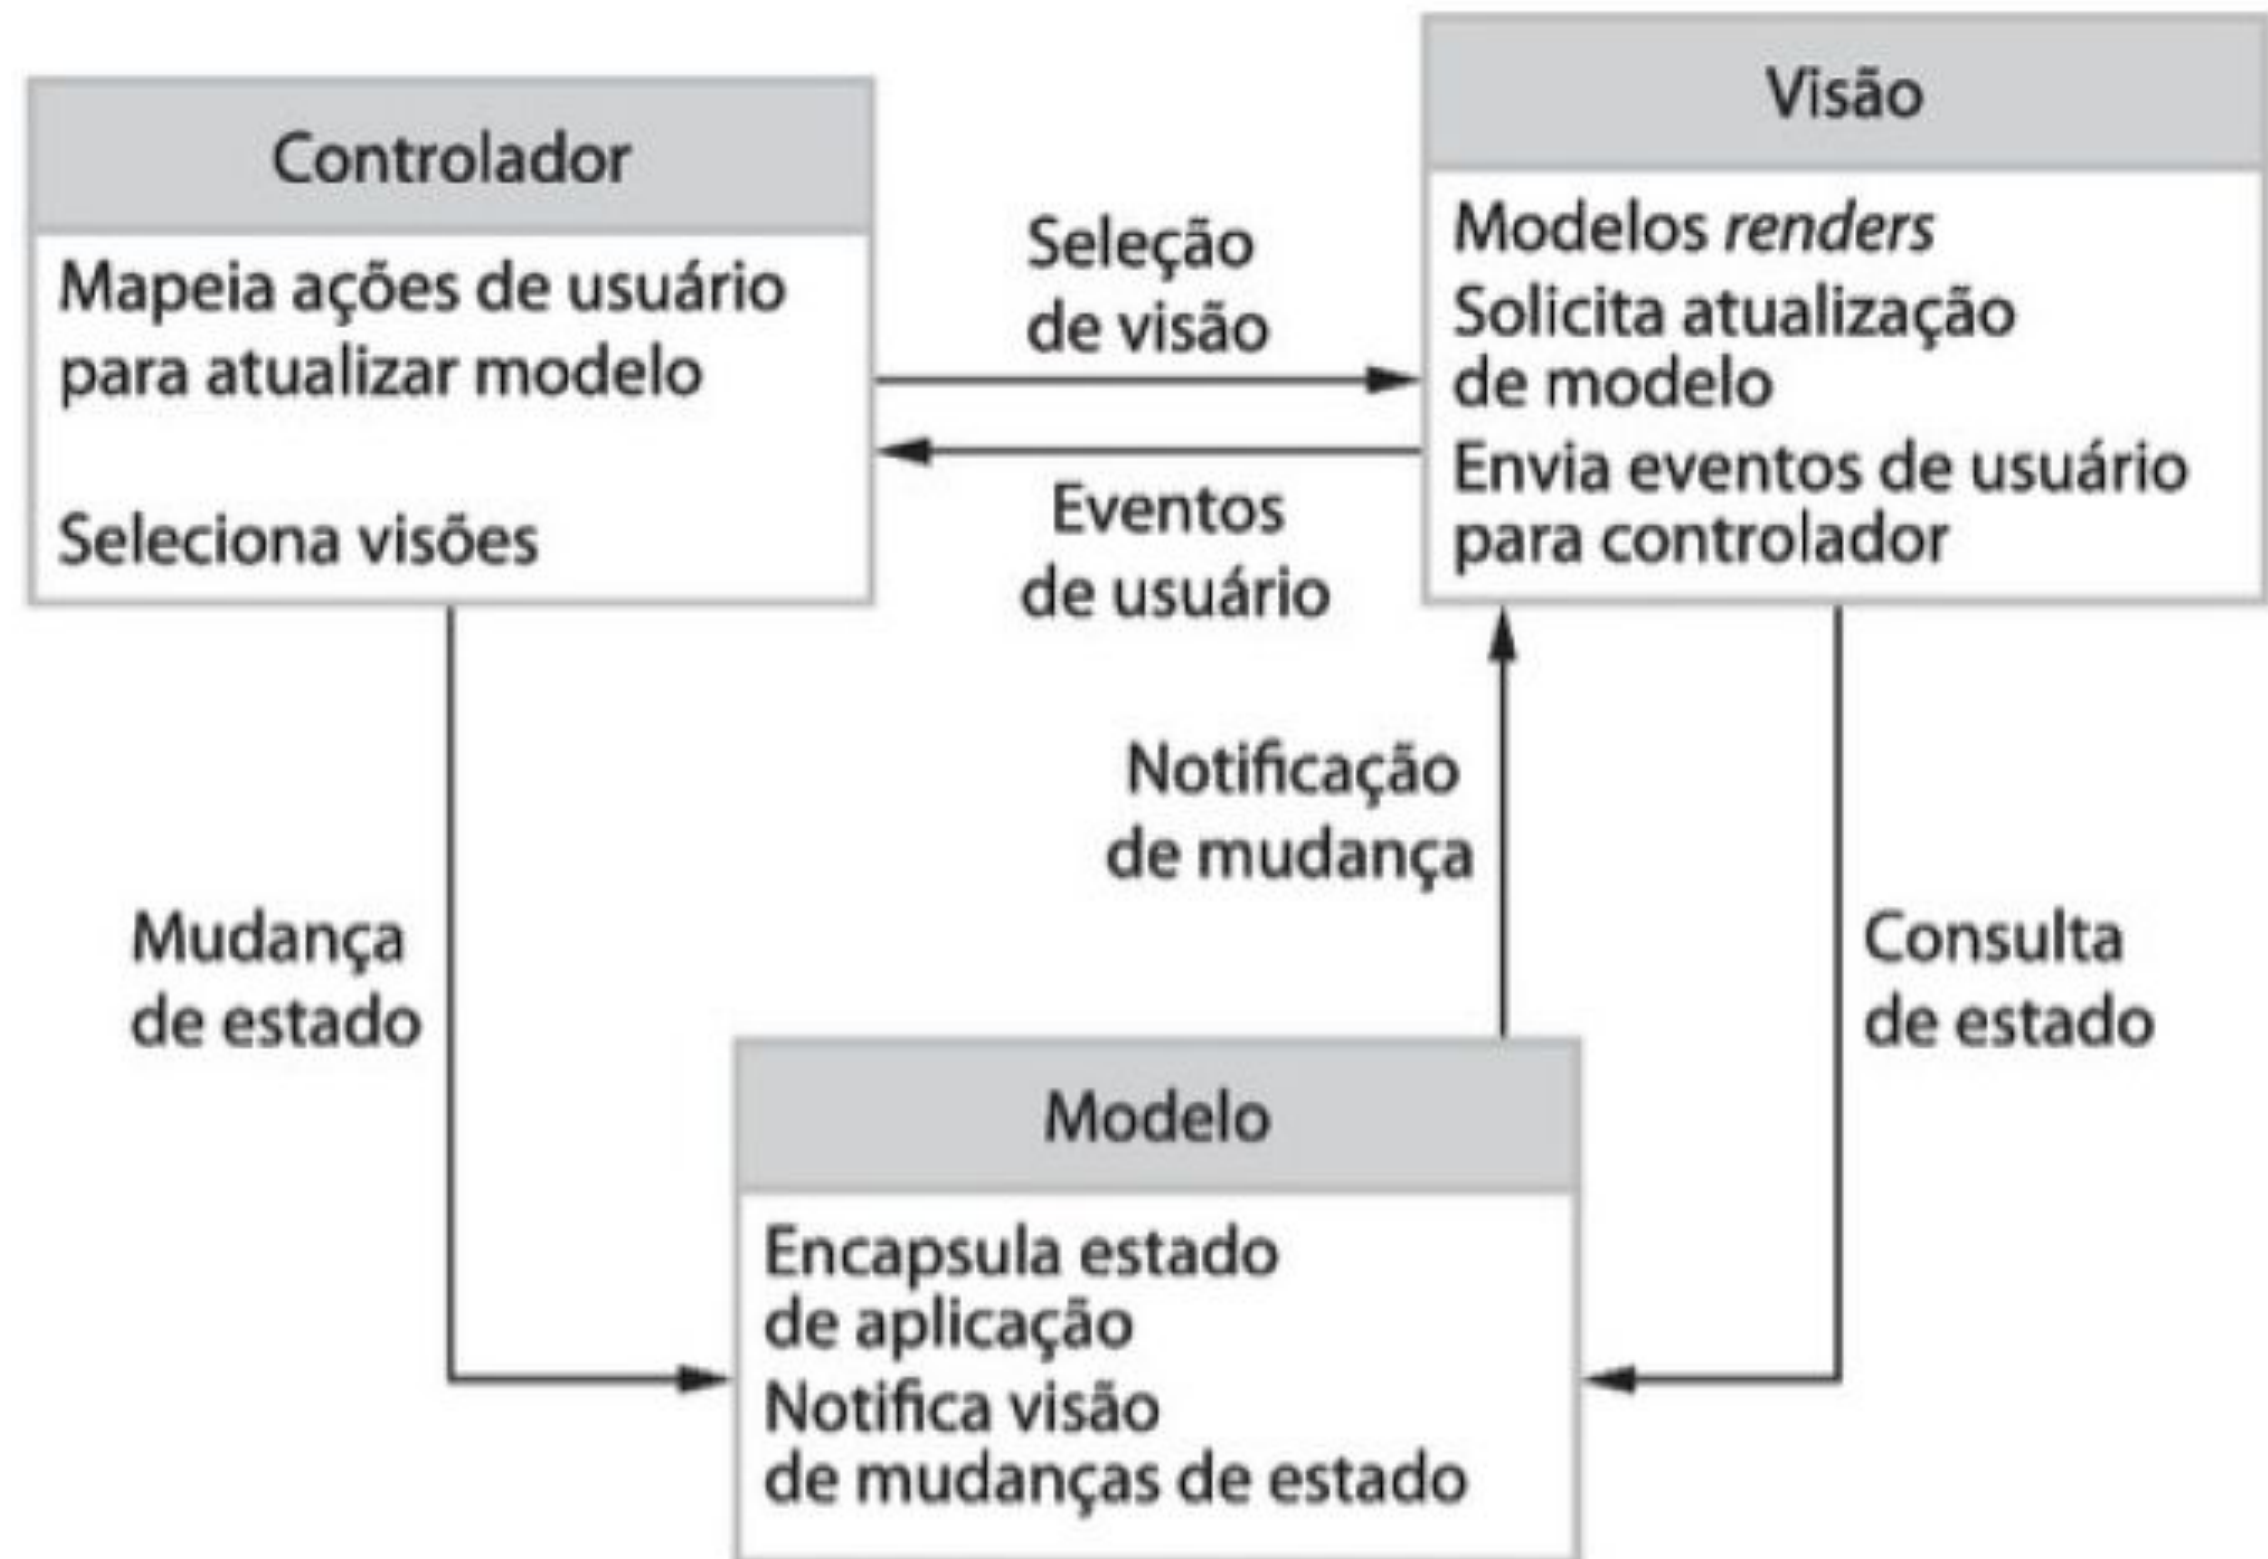 Controlador
Mapeia ações de usuário
para atualizar modelo
Seleciona visões
Seleção
de visão
Eventos
de usuário
Visão
Modelos renders
Solicita atualização
de modelo
Envia eventos de usuário
para controlador
Mudança
de estado
Notificação
de mudança
Consulta
de estado
Modelo
Encapsula estado
de aplicação
Notifica visão
de mudanças de estado